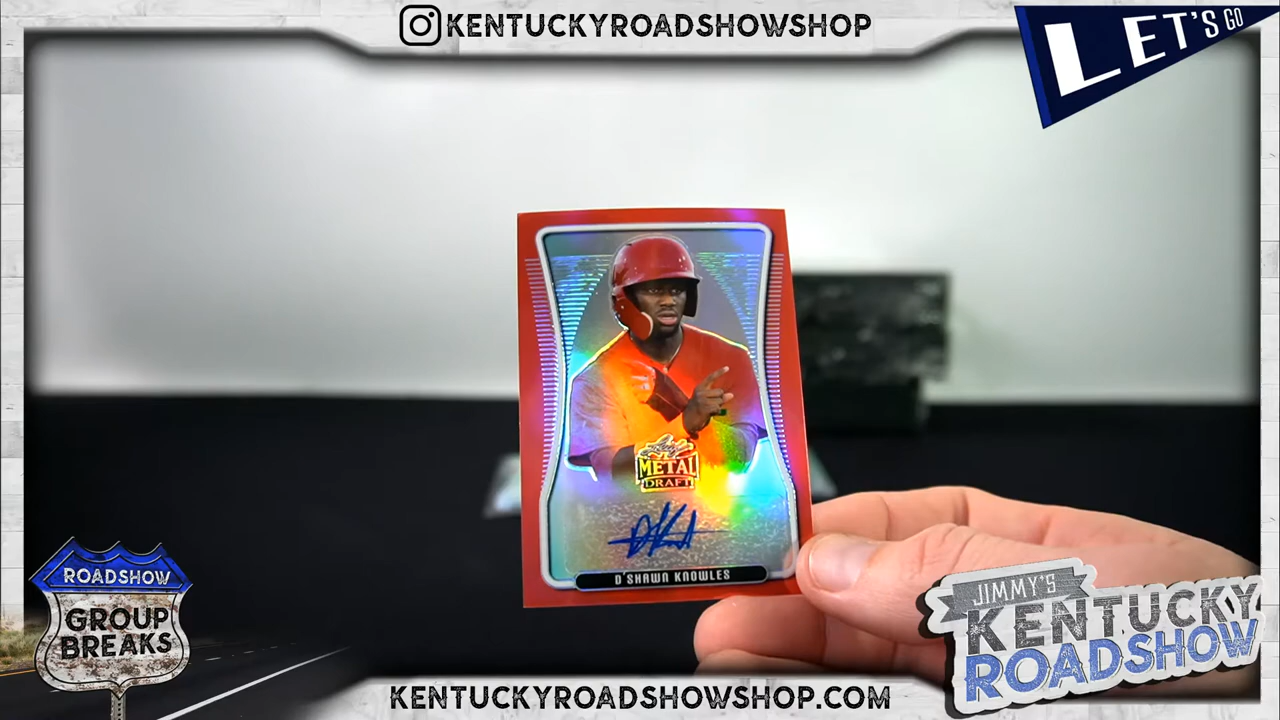 KENTUCKYROADSHOWSHOP
LET'S GO
METAL
DRAFT
D'SHAWN KNOWLES
ROADSHOW
GROUP
BREAKS
JIMMY'S
KENTUCKY
ROADSHOW
KENTUCKYROADSHOWSHOP.COM